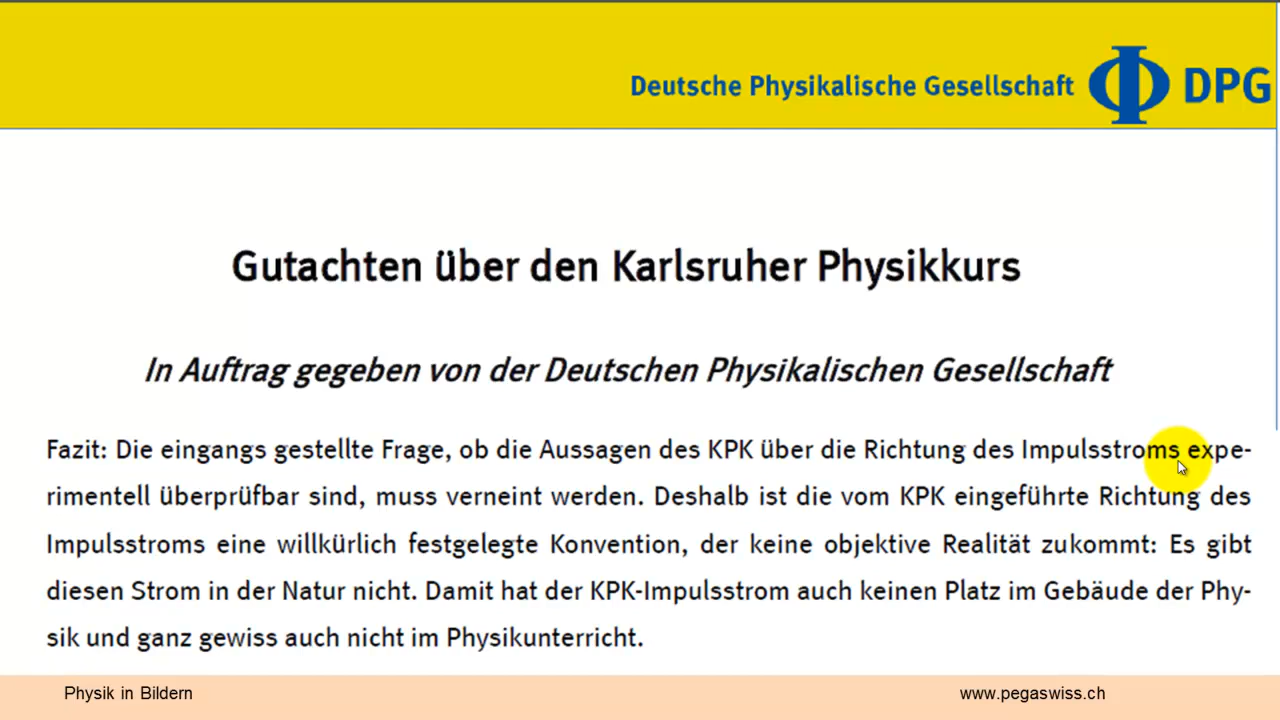 Deutsche Physikalische Gesellschaft DPG
Gutachten über den Karlsruher Physikkurs
In Auftrag gegeben von der Deutschen Physikalischen Gesellschaft
Fazit: Die eingangs gestellte Frage, ob die Aussagen des KPK über die Richtung des Impulsstroms expe-
rimentell überprüfbar sind, muss verneint werden. Deshalb ist die vom KPK eingeführte Richtung des
Impulsstroms eine willkürlich festgelegte Konvention, der keine objektive Realität zukommt: Es gibt
diesen Strom in der Natur nicht. Damit hat der KPK-Impulsstrom auch keinen Platz im Gebäude der Phy-
sik und ganz gewiss auch nicht im Physikunterricht.
Physik in Bildern
www.pegaswiss.ch